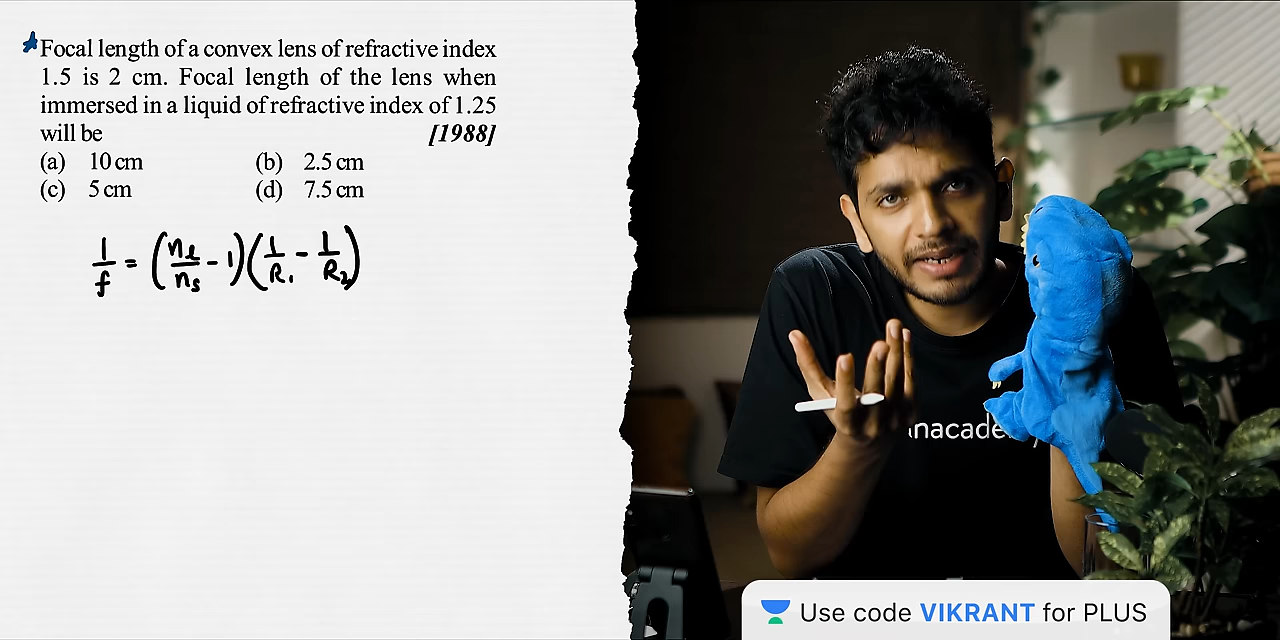 Focal length of a convex lens of refractive index
1.5 is 2 cm. Focal length of the lens when
immersed in a liquid of refractive index of 1.25
will be [1988]
(a) 10 cm (b) 2.5 cm
(c) 5 cm (d) 7.5 cm
1/f = (nℓ/ns - 1)(1/R1 - 1/R2)
Use code VIKRANT for PLUS